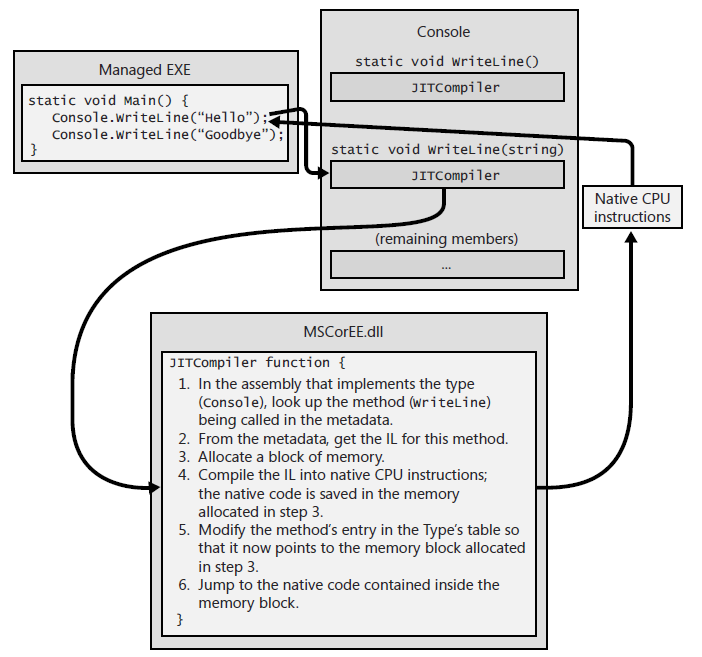 Managed EXE
static void Main() {
Console.WriteLine(“Hello”);
Console.WriteLine(“Goodbye”);
}
Console
static void WriteLine()
JITCompiler
static void WriteLine(string)
JITCompiler
(remaining members)
...
Native CPU
instructions
MSCorEE.dll
JITCompiler function {
1. In the assembly that implements the type
(Console), look up the method (WriteLine)
being called in the metadata.
2. From the metadata, get the IL for this method.
3. Allocate a block of memory.
4. Compile the IL into native CPU instructions;
the native code is saved in the memory
allocated in step 3.
5. Modify the method’s entry in the Type’s table so
that it now points to the memory block allocated
in step 3.
6. Jump to the native code contained inside the
memory block.
}